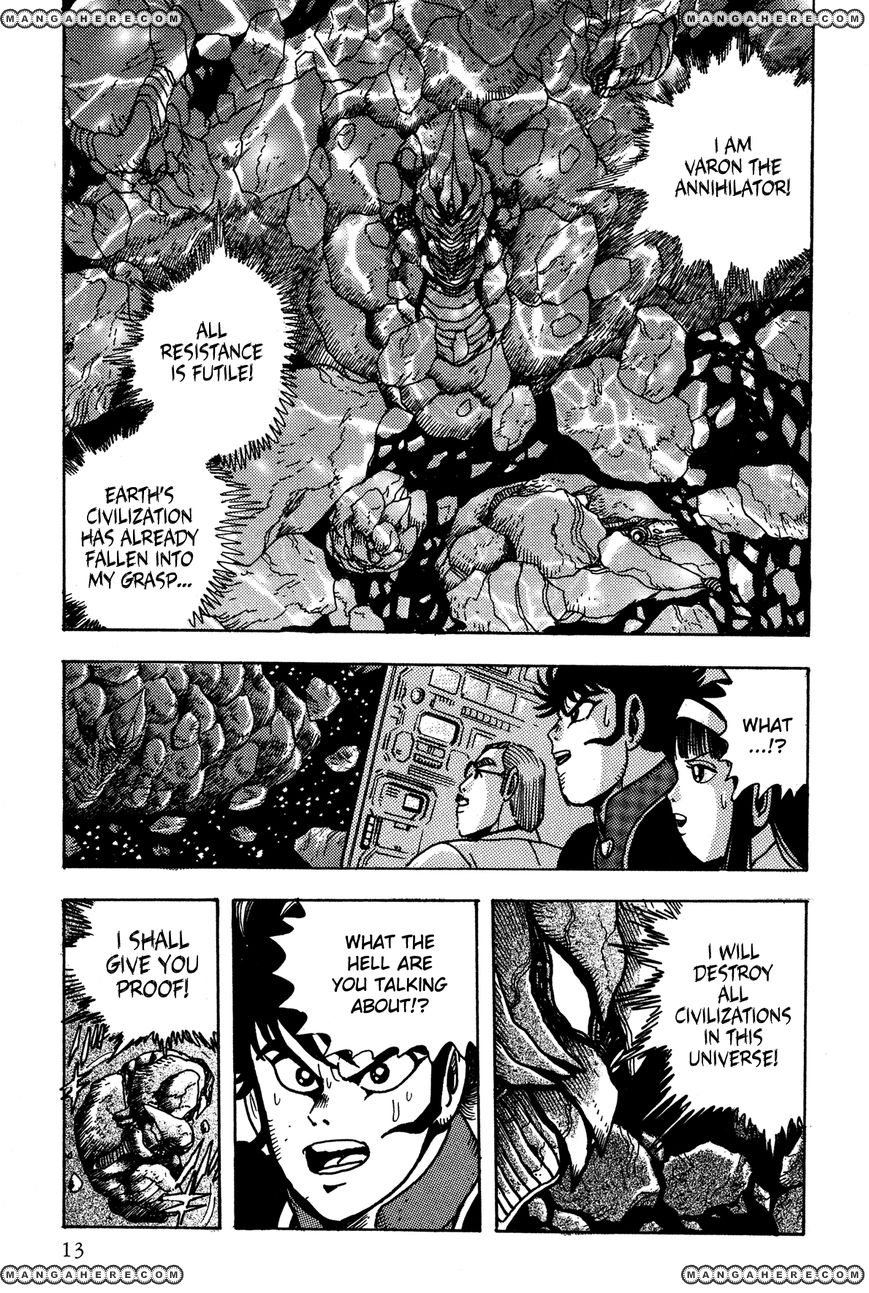 MANGAHERE.COM
MANGAHERE.COM
I AM
VARON THE
ANNIHILATOR!
ALL
RESISTANCE
IS FUTILE!
EARTH'S
CIVILIZATION
HAS ALREADY
FALLEN INTO
MY GRASP...
WHAT
...!?
I WILL
DESTROY
ALL
CIVILIZATIONS
IN THIS
UNIVERSE!
WHAT THE
HELL ARE
YOU TALKING
ABOUT!?
I SHALL
GIVE YOU
PROOF!
13
MANGAHERE.COM
MANGAHERE.COM